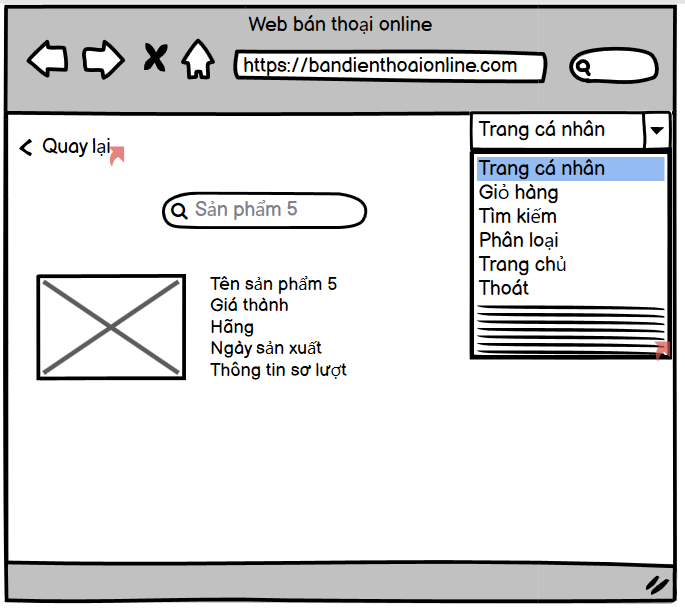 Web bán thoại online
https://bandienthoaionline.com
Trang cá nhân
Quay lại
Trang cá nhân
Giỏ hàng
Tìm kiếm
Phân loại
Trang chủ
Thoát
Sản phẩm 5
Tên sản phẩm 5
Giá thành
Hãng
Ngày sản xuất
Thông tin sơ lượt